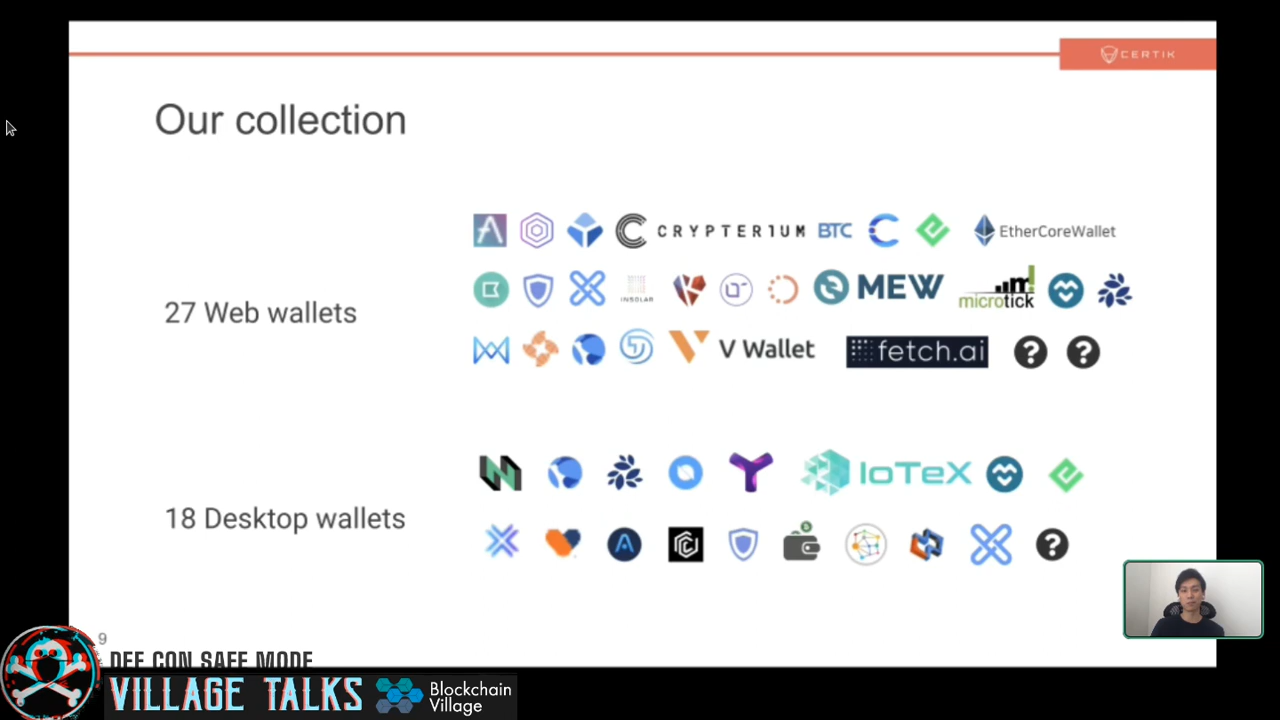 CERTIK
Our collection
CRYPTERIUM BTC EtherCoreWallet
27 Web wallets
INSOLAR MEW microtick
V Wallet fetch.ai ? ?
IoTeX
18 Desktop wallets
?
9
DEF CON SAFE MODE
VILLAGE TALKS
Blockchain
Village